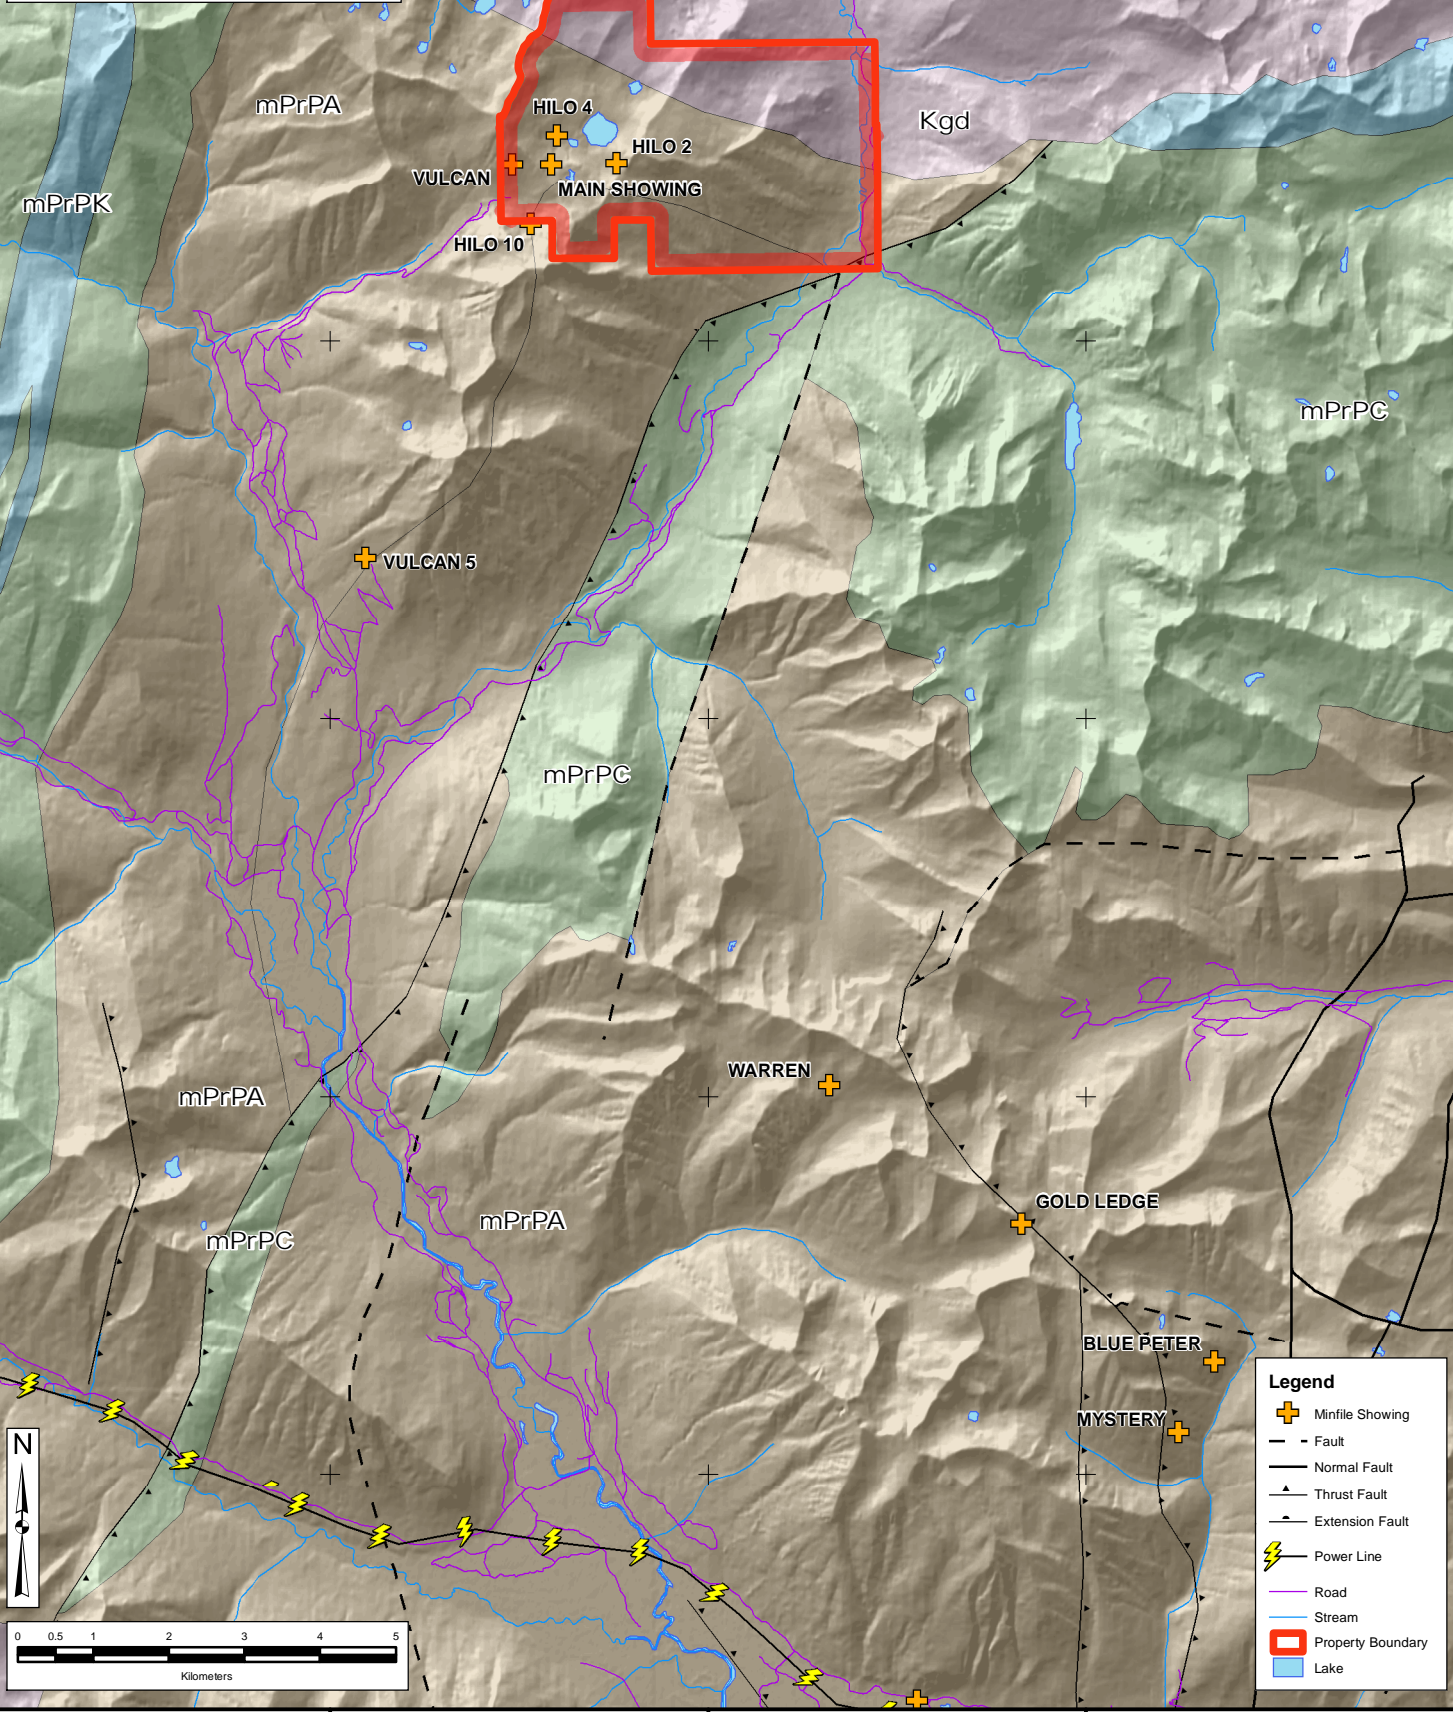 mPrPA
HILO 4
Kgd
HILO 2
VULCAN
MAIN SHOWING
mPrPK
HILO 10
mPrPC
VULCAN 5
mPrPC
WARREN
mPrPA
GOLD LEDGE
mPrPA
mPrPC
BLUE PETER
MYSTERY
N
0 0.5 1 2 3 4 5
Kilometers
Legend
Minfile Showing
Fault
Normal Fault
Thrust Fault
Extension Fault
Power Line
Road
Stream
Property Boundary
Lake